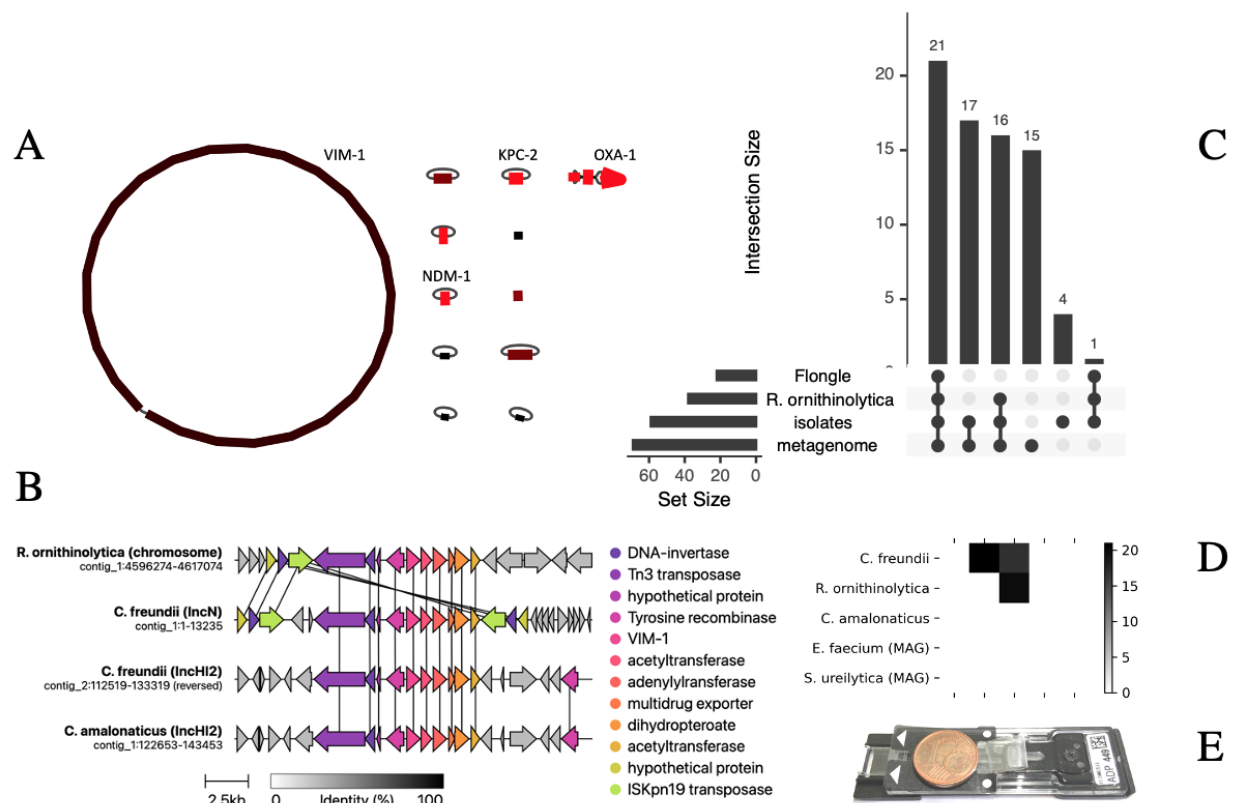 A
VIM-1
KPC-2
OXA-1
NDM-1
C
Intersection Size
20
15
10
5
21
17
16
15
4
1
Flongle
R. ornithinolytica
isolates
metagenome
60 40 20 0
Set Size
B
R. ornithinolytica (chromosome)
contig_1:4596274-4617074
C. freundii (IncN)
contig_1:1-13235
C. freundii (IncHI2)
contig_2:112519-133319 (reversed)
C. amalonaticus (IncHI2)
contig_1:122653-143453
2.5kb
0 Identity (%) 100
DNA-invertase
Tn3 transposase
hypothetical protein
Tyrosine recombinase
VIM-1
acetyltransferase
adenylyltransferase
multidrug exporter
dihydropteroate
acetyltransferase
hypothetical protein
ISKpn19 transposase
D
C. freundii
R. ornithinolytica
C. amalonaticus
E. faecium (MAG)
S. ureilytica (MAG)
20
15
10
5
0
E
ADP 449